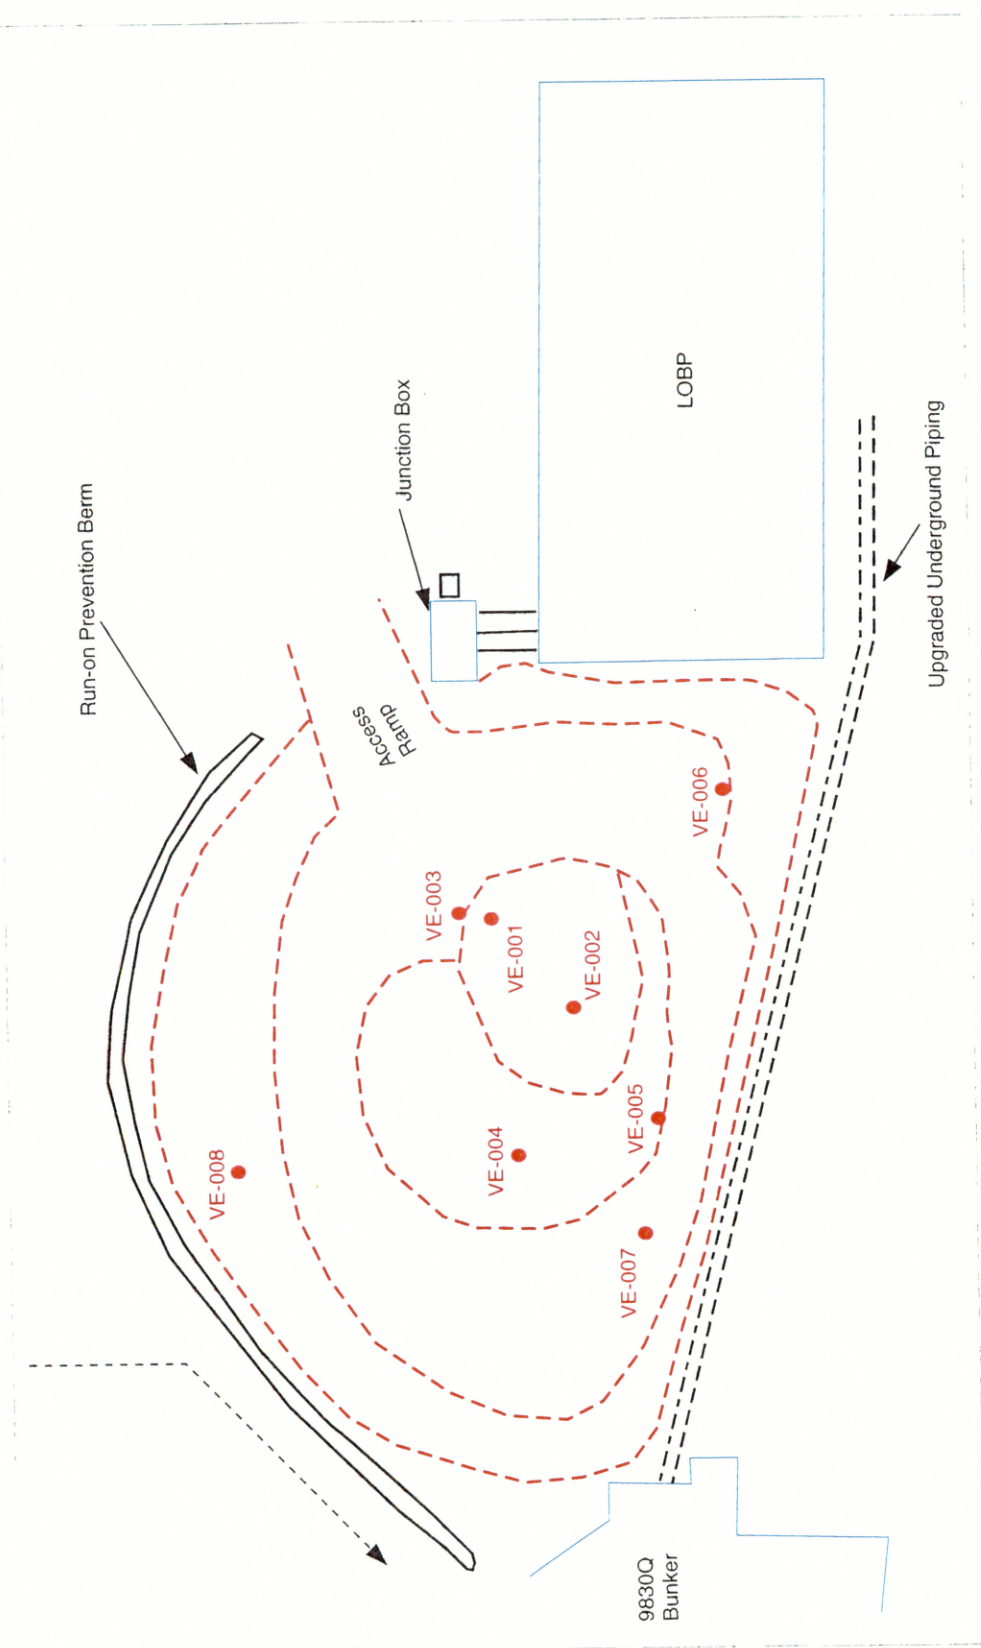 Run-on Prevention Berm
Junction Box
Access
Ramp
LOBP
Upgraded Underground Piping
VE-003
VE-001
VE-002
VE-006
VE-008
VE-004
VE-005
VE-007
9830Q
Bunker